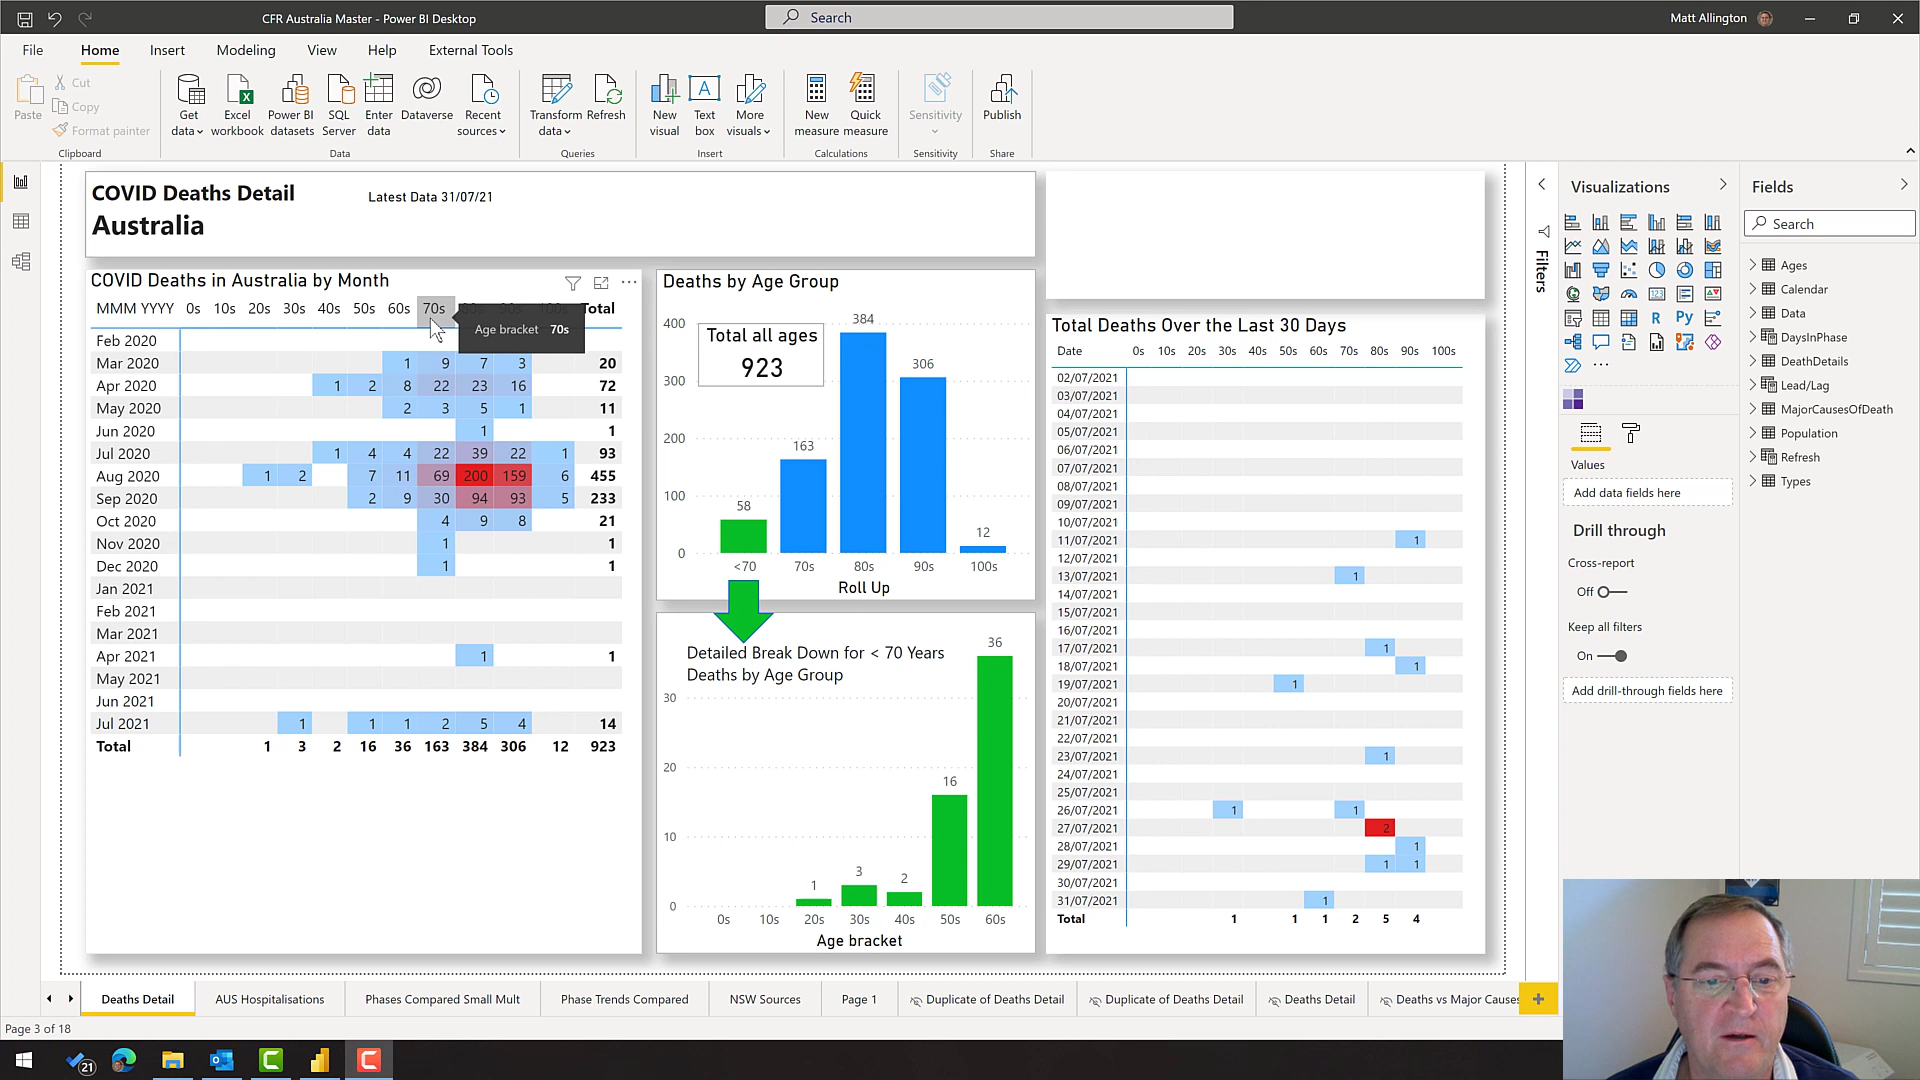 CFR Australia Master - Power BI Desktop
Search
Matt Allington
File Home Insert Modeling View Help External Tools
Paste
Cut
Copy
Format painter
Get data
Excel workbook
Power BI datasets
SQL Server
Enter data
Dataverse
Recent sources
Transform data
Refresh
New visual
Text box
More visuals
New measure
Quick measure
Sensitivity
Publish
Clipboard
Data
Queries
Insert
Calculations
Sensitivity
Share
COVID Deaths Detail
Australia
Latest Data 31/07/21
COVID Deaths in Australia by Month
MMM YYYY 0s 10s 20s 30s 40s 50s 60s 70s Total
Age bracket 70s
Feb 2020
Mar 2020 1 9 7 3 20
Apr 2020 1 2 8 22 23 16 72
May 2020 2 3 5 1 11
Jun 2020 1 1
Jul 2020 1 4 4 22 39 22 1 93
Aug 2020 1 2 7 11 69 200 159 6 455
Sep 2020 2 9 30 94 93 5 233
Oct 2020 4 9 8 21
Nov 2020 1 1
Dec 2020 1 1
Jan 2021
Feb 2021
Mar 2021
Apr 2021 1 1
May 2021
Jun 2021
Jul 2021 1 1 1 2 5 4 14
Total 1 3 2 16 36 163 384 306 12 923
Deaths by Age Group
Total all ages
923
400
300
200
100
0
58
163
384
306
12
<70 70s 80s 90s 100s
Roll Up
Detailed Break Down for < 70 Years
Deaths by Age Group
30
20
10
0
1
3
2
16
36
0s 10s 20s 30s 40s 50s 60s
Age bracket
Total Deaths Over the Last 30 Days
Date 0s 10s 20s 30s 40s 50s 60s 70s 80s 90s 100s
02/07/2021
03/07/2021
04/07/2021
05/07/2021
06/07/2021
07/07/2021
08/07/2021
09/07/2021
10/07/2021
11/07/2021 1
12/07/2021
13/07/2021 1
14/07/2021
15/07/2021
16/07/2021
17/07/2021 1
18/07/2021 1
19/07/2021 1
20/07/2021
21/07/2021
22/07/2021
23/07/2021 1
24/07/2021
25/07/2021
26/07/2021 1 1
27/07/2021 2
28/07/2021 1
29/07/2021 1 1
30/07/2021
31/07/2021 1
Total 1 1 1 2 5 4
Filters
Visualizations
R
Py
Values
Add data fields here
Drill through
Cross-report
Off
Keep all filters
On
Add drill-through fields here
Fields
Search
Ages
Calendar
Data
DaysInPhase
DeathDetails
Lead/Lag
MajorCausesOfDeath
Population
Refresh
Types
Deaths Detail
AUS Hospitalisations
Phases Compared Small Mult
Phase Trends Compared
NSW Sources
Page 1
Duplicate of Deaths Detail
Duplicate of Deaths Detail
Deaths Detail
Deaths vs Major Causes
Page 3 of 18
21